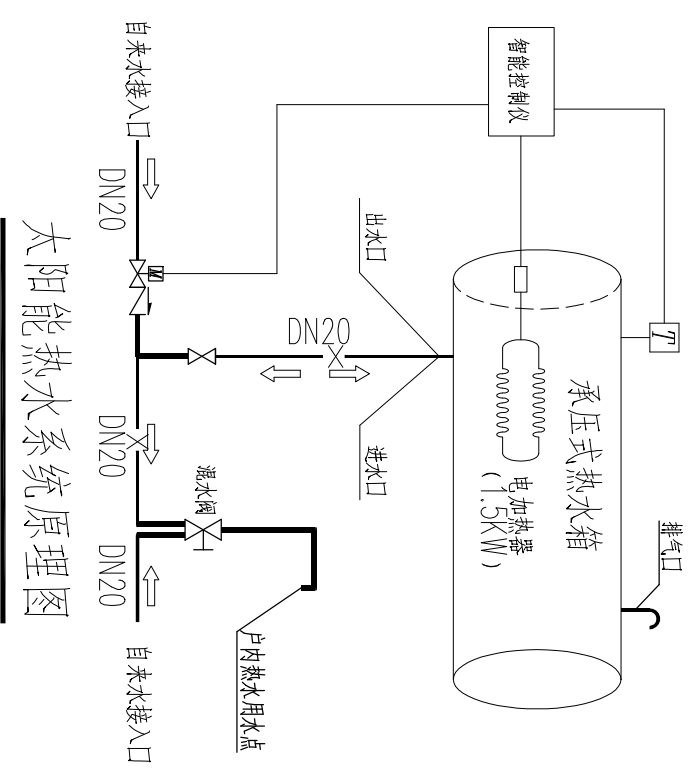 太阳能热水系统原理图
智能控制仪
自来水接入口
DN20
M
出水口
DN20
进水口
T
承压式热水箱
电加热器
(1.5KW)
排气口
DN20
混水阀
DN20
自来水接入口
户内热水用水点